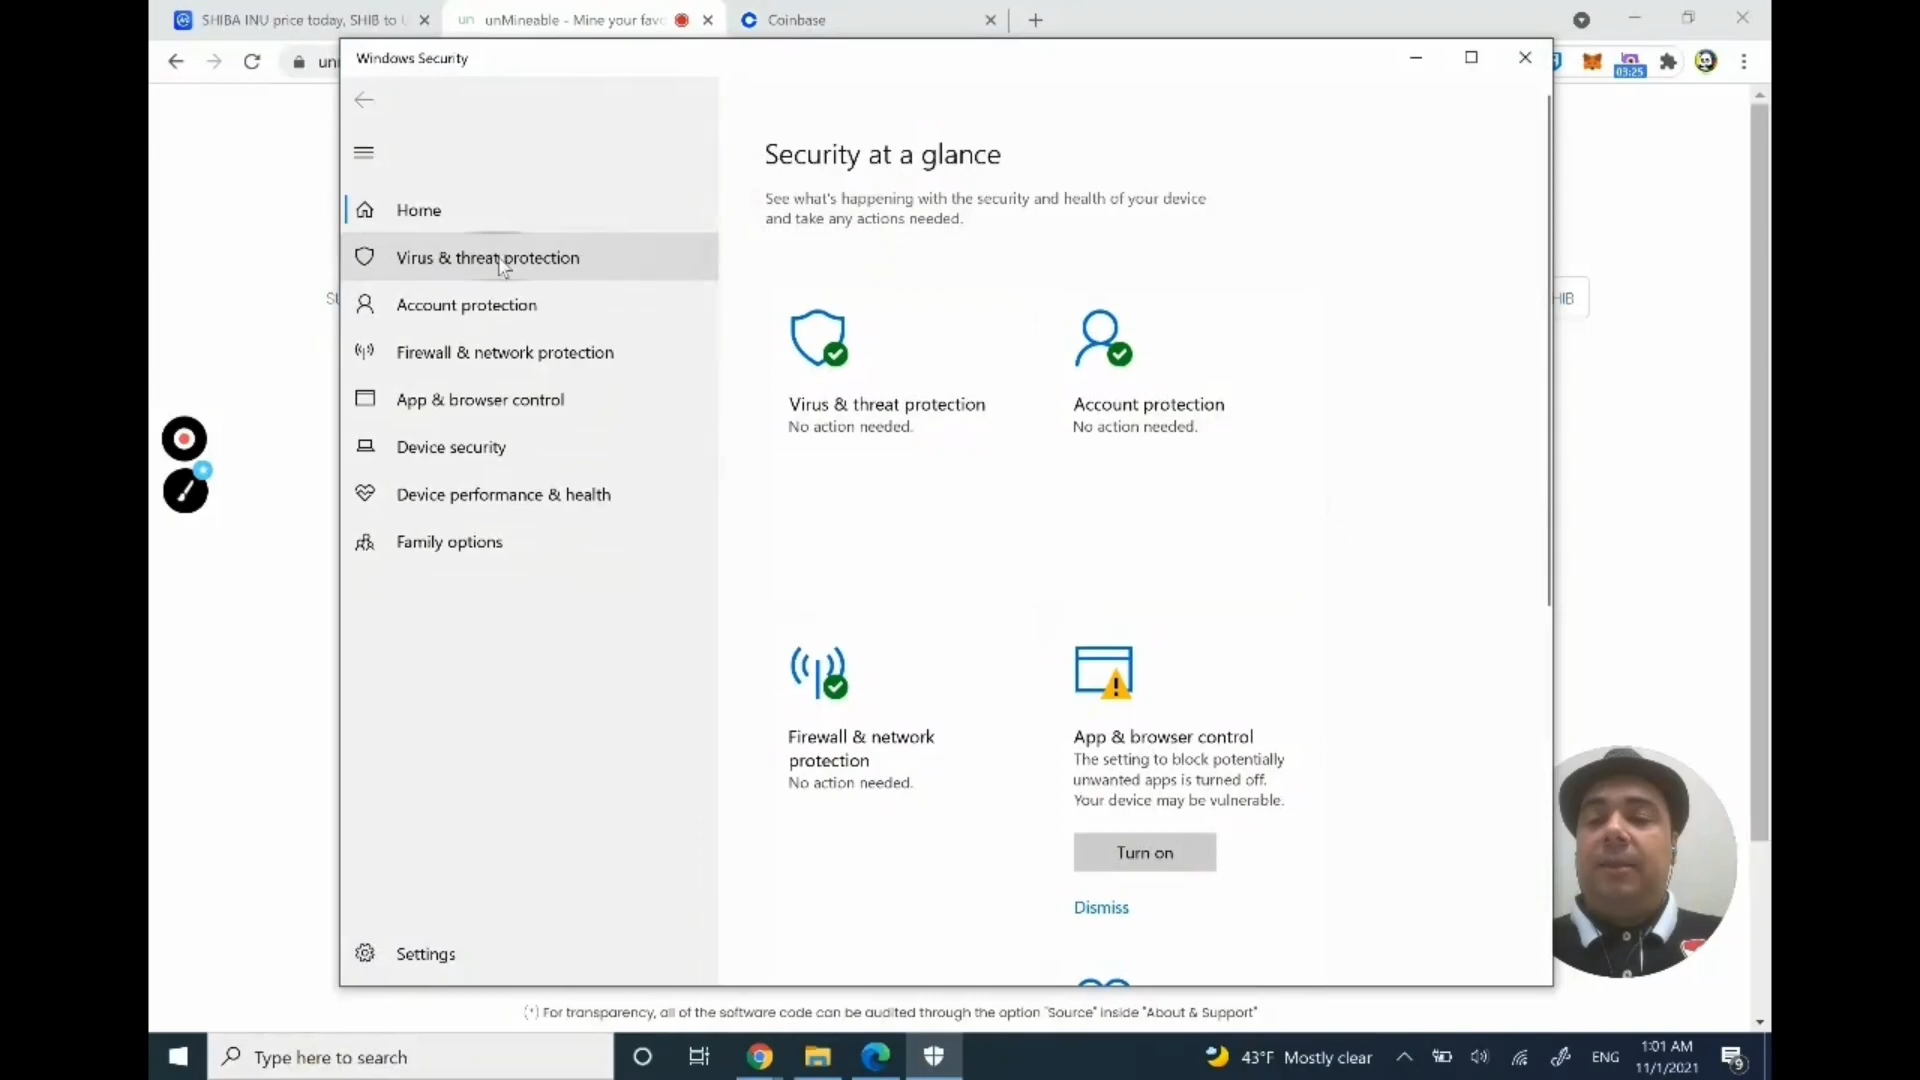 SHIBA INU price today, SHIB to U
unMineable - Mine your favo
Coinbase
un
03:25
Windows Security
Home
Virus & threat protection
Account protection
Firewall & network protection
App & browser control
Device security
Device performance & health
Family options
Settings
Security at a glance
See what's happening with the security and health of your device
and take any actions needed.
Virus & threat protection
No action needed.
Account protection
No action needed.
Firewall & network
protection
No action needed.
App & browser control
The setting to block potentially
unwanted apps is turned off.
Your device may be vulnerable.
Turn on
Dismiss
HIB
(*) For transparency, all of the software code can be audited through the option "Source" inside "About & Support"
Type here to search
43°F Mostly clear
ENG
1:01 AM
11/1/2021
9